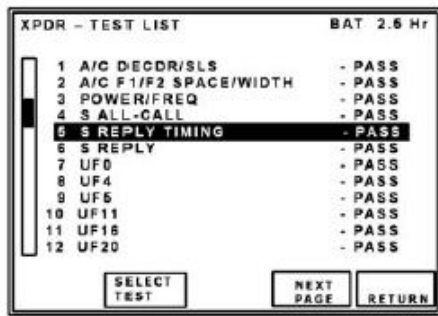 XPDR – TEST LIST BAT 2.5 Hr
1 A/C DECDR/SLS - PASS
2 A/C F1/F2 SPACE/WIDTH - PASS
3 POWER/FREQ - PASS
4 S ALL-CALL - PASS
5 S REPLY TIMING - PASS
6 S REPLY - PASS
7 UF0 - PASS
8 UF4 - PASS
9 UF5 - PASS
10 UF11 - PASS
11 UF16 - PASS
12 UF20 - PASS
SELECT
TEST
NEXT
PAGE
RETURN